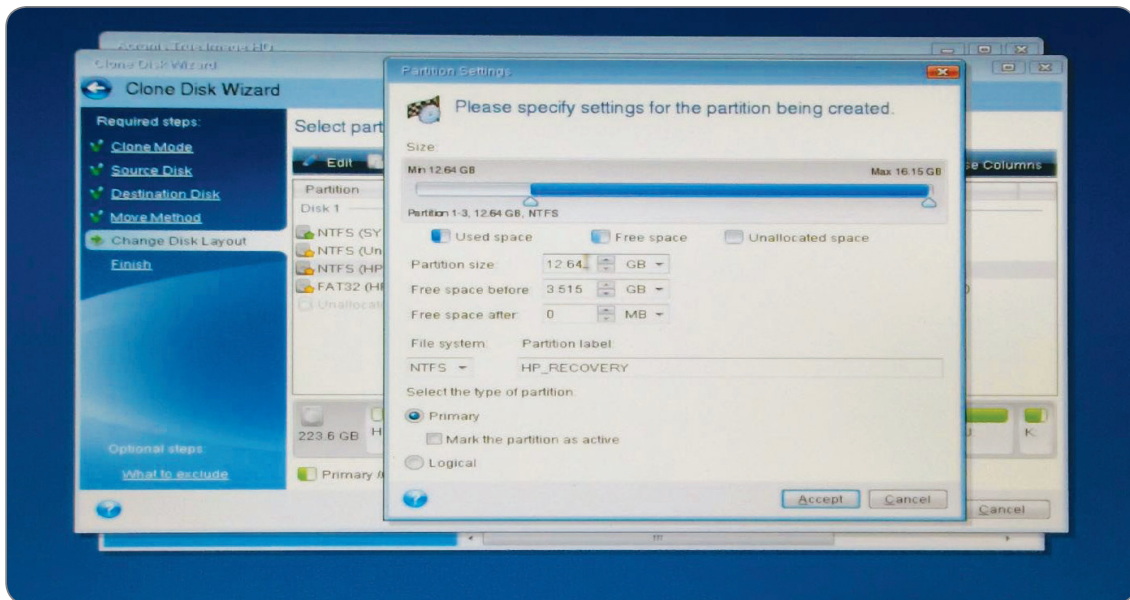 Clone Disk Wizard
Clone Disk Wizard
Required steps:
Clone Mode
Source Disk
Destination Disk
Move Method
Change Disk Layout
Finish
Optional steps:
What to exclude
Select part
Edit
e Columns
Partition
Disk 1
NTFS (SY
NTFS (Un
NTFS (HP
FAT32 (H
Unallocat
223.6 GB
H
J:
K:
Primary
Cancel
Partition Settings
Please specify settings for the partition being created.
Size:
Min 12.64 GB Max 16.15 GB
Partition 1-3, 12.64 GB, NTFS
Used space Free space Unallocated space
Partition size: 12.64 GB
Free space before: 3.515 GB
Free space after: 0 MB
File system: Partition label:
NTFS HP_RECOVERY
Select the type of partition:
Primary
Mark the partition as active
Logical
Accept Cancel